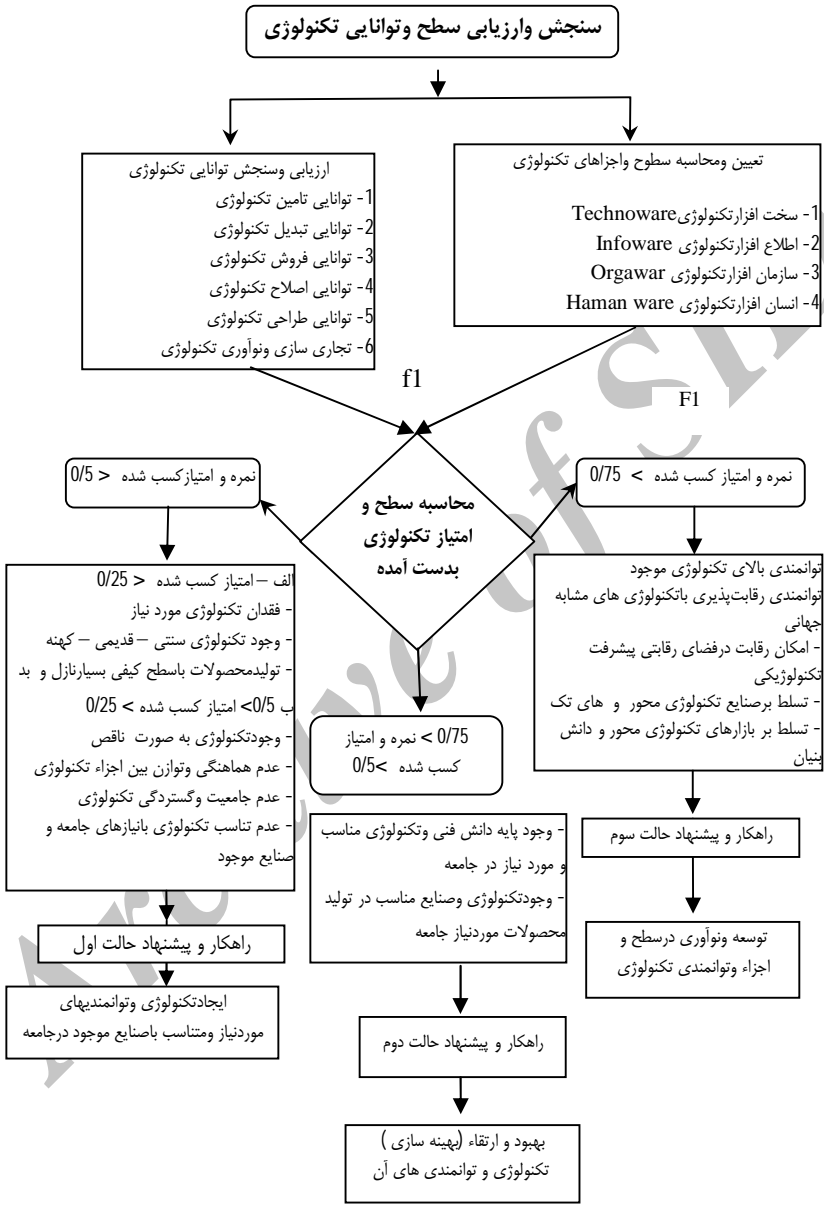 سنجش وارزیابی سطح وتوانایی تکنولوژی
تعیین ومحاسبه سطوح واجزاهای تکنولوژی
1- سخت افزارتکنولوژیTechnoware
2- اطلاع افزارتکنولوژی Infoware
3- سازمان افزارتکنولوژی Orgawar
4- انسان افزارتکنولوژی Haman ware
ارزیابی وسنجش توانایی تکنولوژی
1- توانایی تامین تکنولوژی
2- توانایی تبدیل تکنولوژی
3- توانایی فروش تکنولوژی
4- توانایی اصلاح تکنولوژی
5- توانایی طراحی تکنولوژی
6- تجاری سازی ونوآوری تکنولوژی
f1
F1
محاسبه سطح و
امتیاز تکنولوژی
بدست آمده
نمره و امتیاز کسب شده > 0/75
توانمندی بالای تکنولوژی موجود
توانمندی رقابت‌پذیری باتکنولوژی های مشابه
جهانی
- امکان رقابت درفضای رقابتی پیشرفت
تکنولوژیکی
- تسلط برصنایع تکنولوژی محور و های تک
- تسلط بر بازارهای تکنولوژی محور و دانش
بنیان
راهکار و پیشنهاد حالت سوم
توسعه ونوآوری درسطح و
اجزاء وتوانمندی تکنولوژی
0/75 > نمره و امتیاز
کسب شده >0/5
- وجود پایه دانش فنی وتکنولوژی مناسب
و مورد نیاز در جامعه
- وجودتکنولوژی وصنایع مناسب در تولید
محصولات موردنیاز جامعه
راهکار و پیشنهاد حالت دوم
بهبود و ارتقاء (بهینه سازی )
تکنولوژی و توانمندی های آن
نمره و امتیازکسب شده < 0/5
الف – امتیاز کسب شده < 0/25
- فقدان تکنولوژی مورد نیاز
- وجود تکنولوژی سنتی – قدیمی – کهنه
- تولیدمحصولات باسطح کیفی بسیارنازل و بد
ب 0/5> امتیاز کسب شده > 0/25
- وجودتکنولوژی به صورت ناقص
- عدم هماهنگی وتوازن بین اجزاء تکنولوژی
- عدم جامعیت وگستردگی تکنولوژی
- عدم تناسب تکنولوژی بانیازهای جامعه و
صنایع موجود
راهکار و پیشنهاد حالت اول
ایجادتکنولوژی وتوانمندیهای
موردنیاز ومتناسب باصنایع موجود درجامعه
Archive of SI